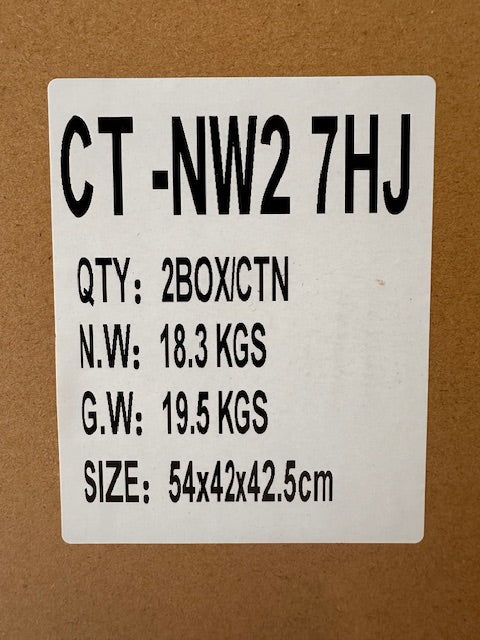 CT -NW2 7HJ
QTY: 2BOX/CTN
N.W: 18.3 KGS
G.W: 19.5 KGS
SIZE: 54x42x42.5cm